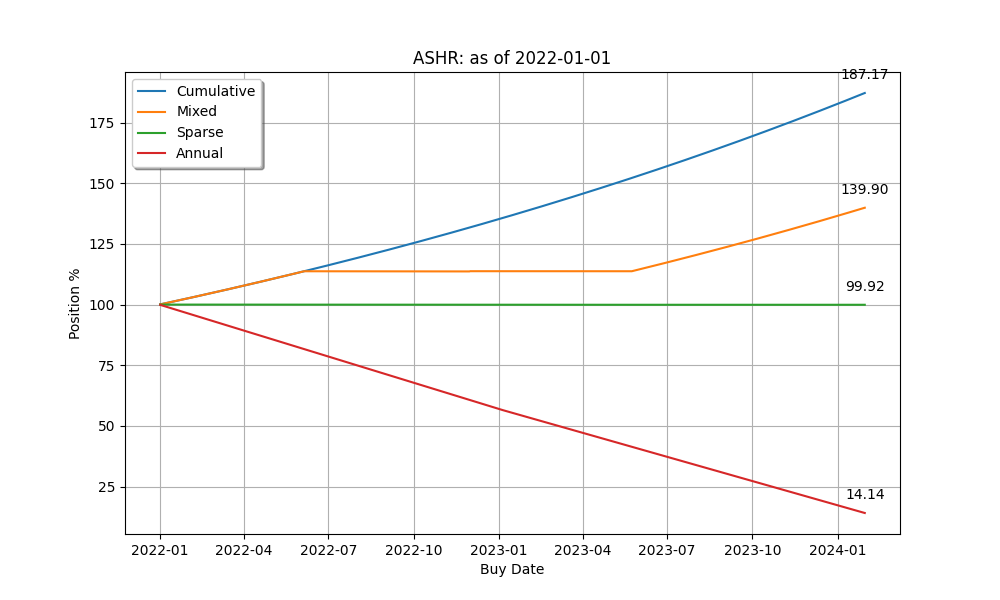 ASHR: as of 2022-01-01
187.17
Cumulative
Mixed
Sparse
Annual
175
150
139.90
125
100
99.92
75
50
25
14.14
Position %
2022-01 2022-04 2022-07 2022-10 2023-01 2023-04 2023-07 2023-10 2024-01
Buy Date